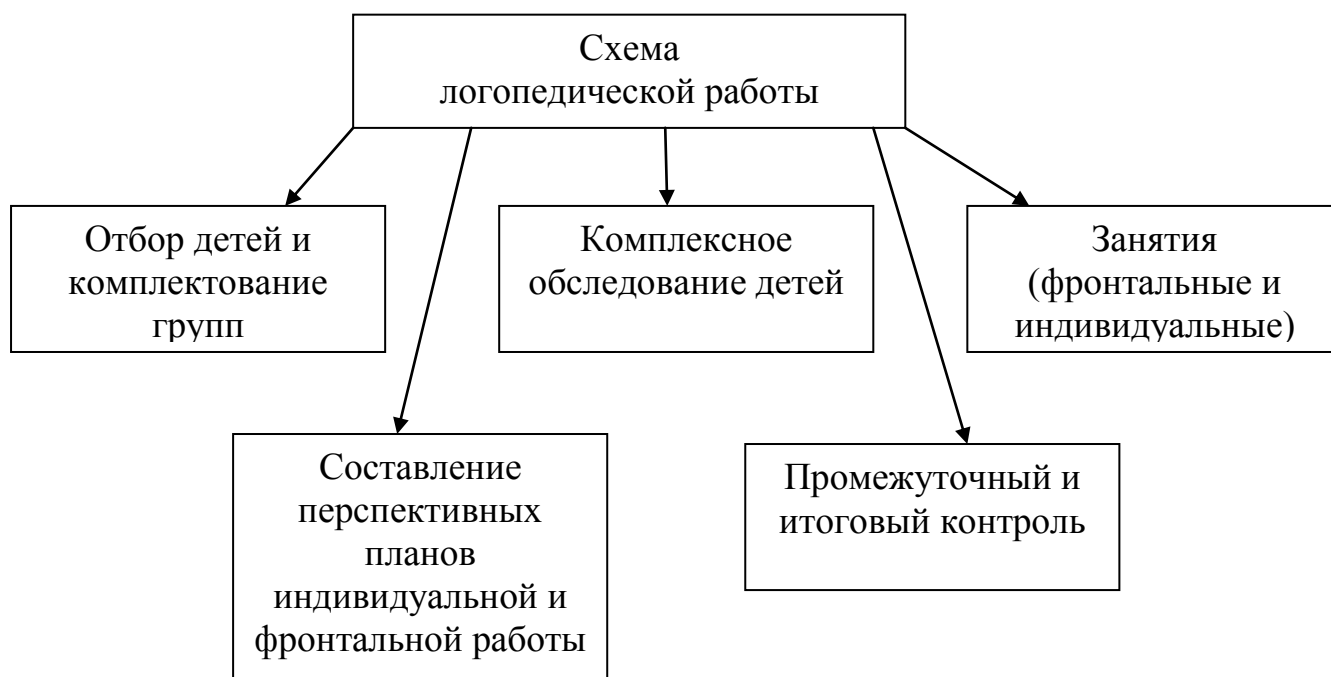 Схема
логопедической работы
Отбор детей и
комплектование
групп
Комплексное
обследование детей
Занятия
(фронтальные и
индивидуальные)
Составление
перспективных
планов
индивидуальной и
фронтальной работы
Промежуточный и
итоговый контроль